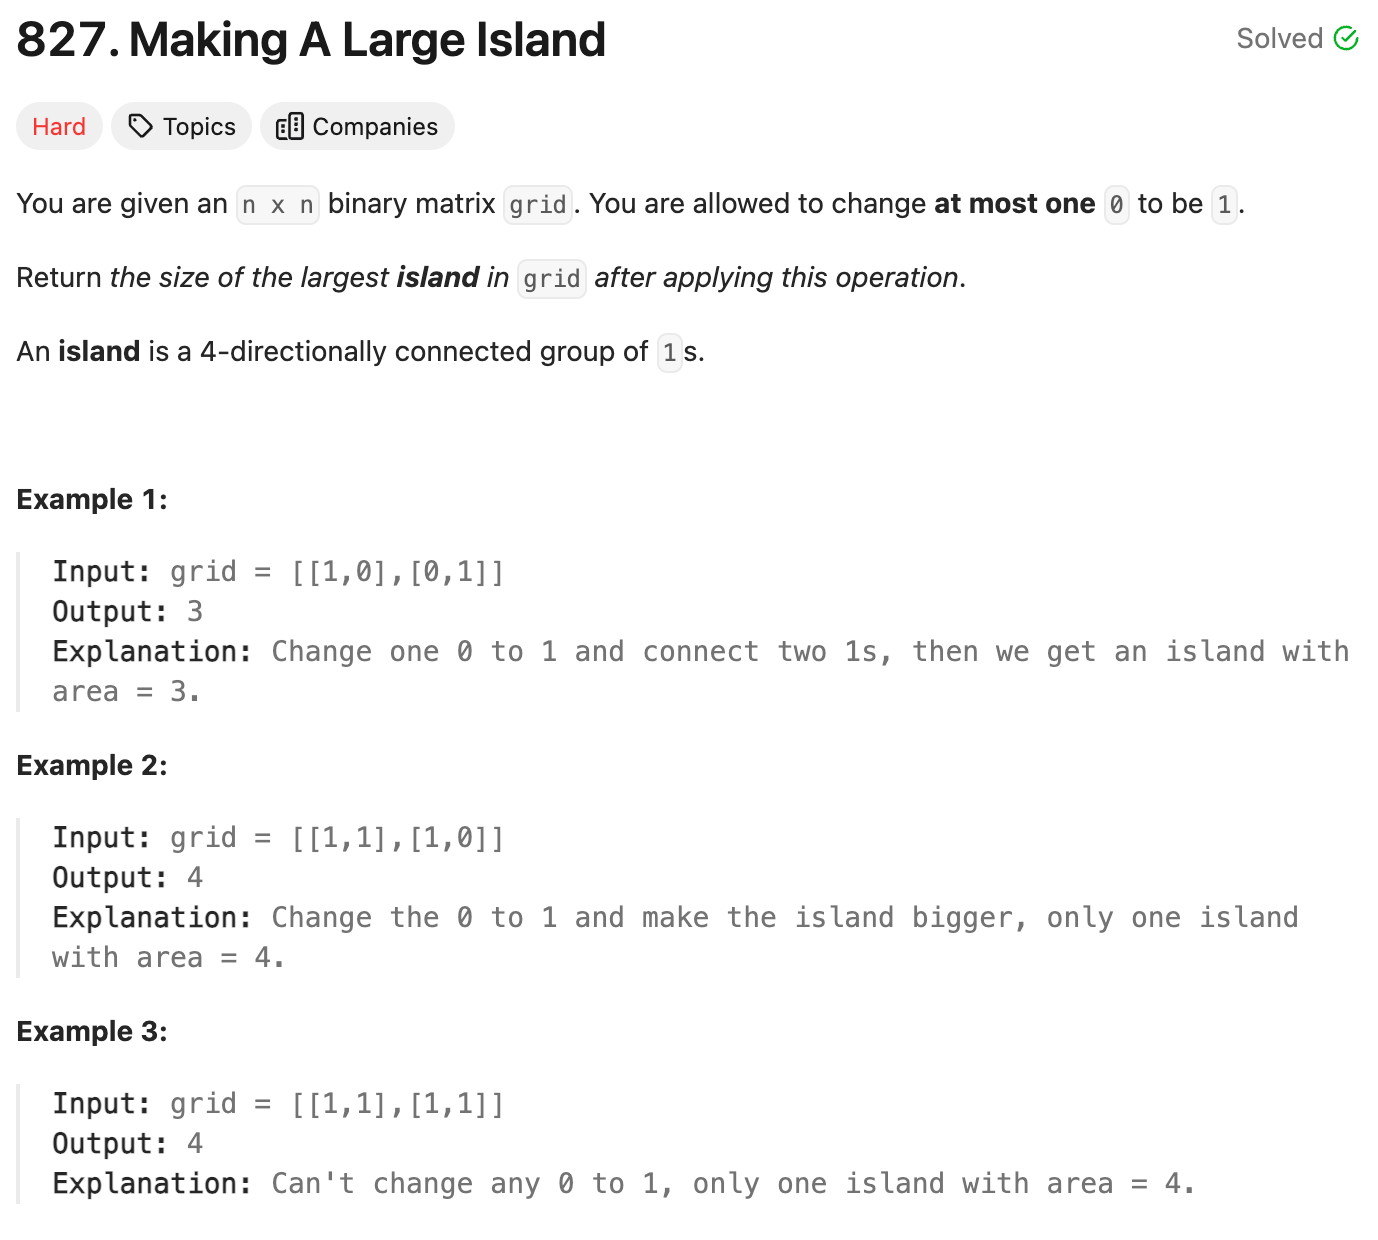 827. Making A Large Island
Solved
Hard
Topics
Companies
You are given an n x n binary matrix grid. You are allowed to change at most one 0 to be 1.
Return the size of the largest island in grid after applying this operation.
An island is a 4-directionally connected group of 1s.
Example 1:
Input: grid = [[1,0],[0,1]]
Output: 3
Explanation: Change one 0 to 1 and connect two 1s, then we get an island with
area = 3.
Example 2:
Input: grid = [[1,1],[1,0]]
Output: 4
Explanation: Change the 0 to 1 and make the island bigger, only one island
with area = 4.
Example 3:
Input: grid = [[1,1],[1,1]]
Output: 4
Explanation: Can't change any 0 to 1, only one island with area = 4.